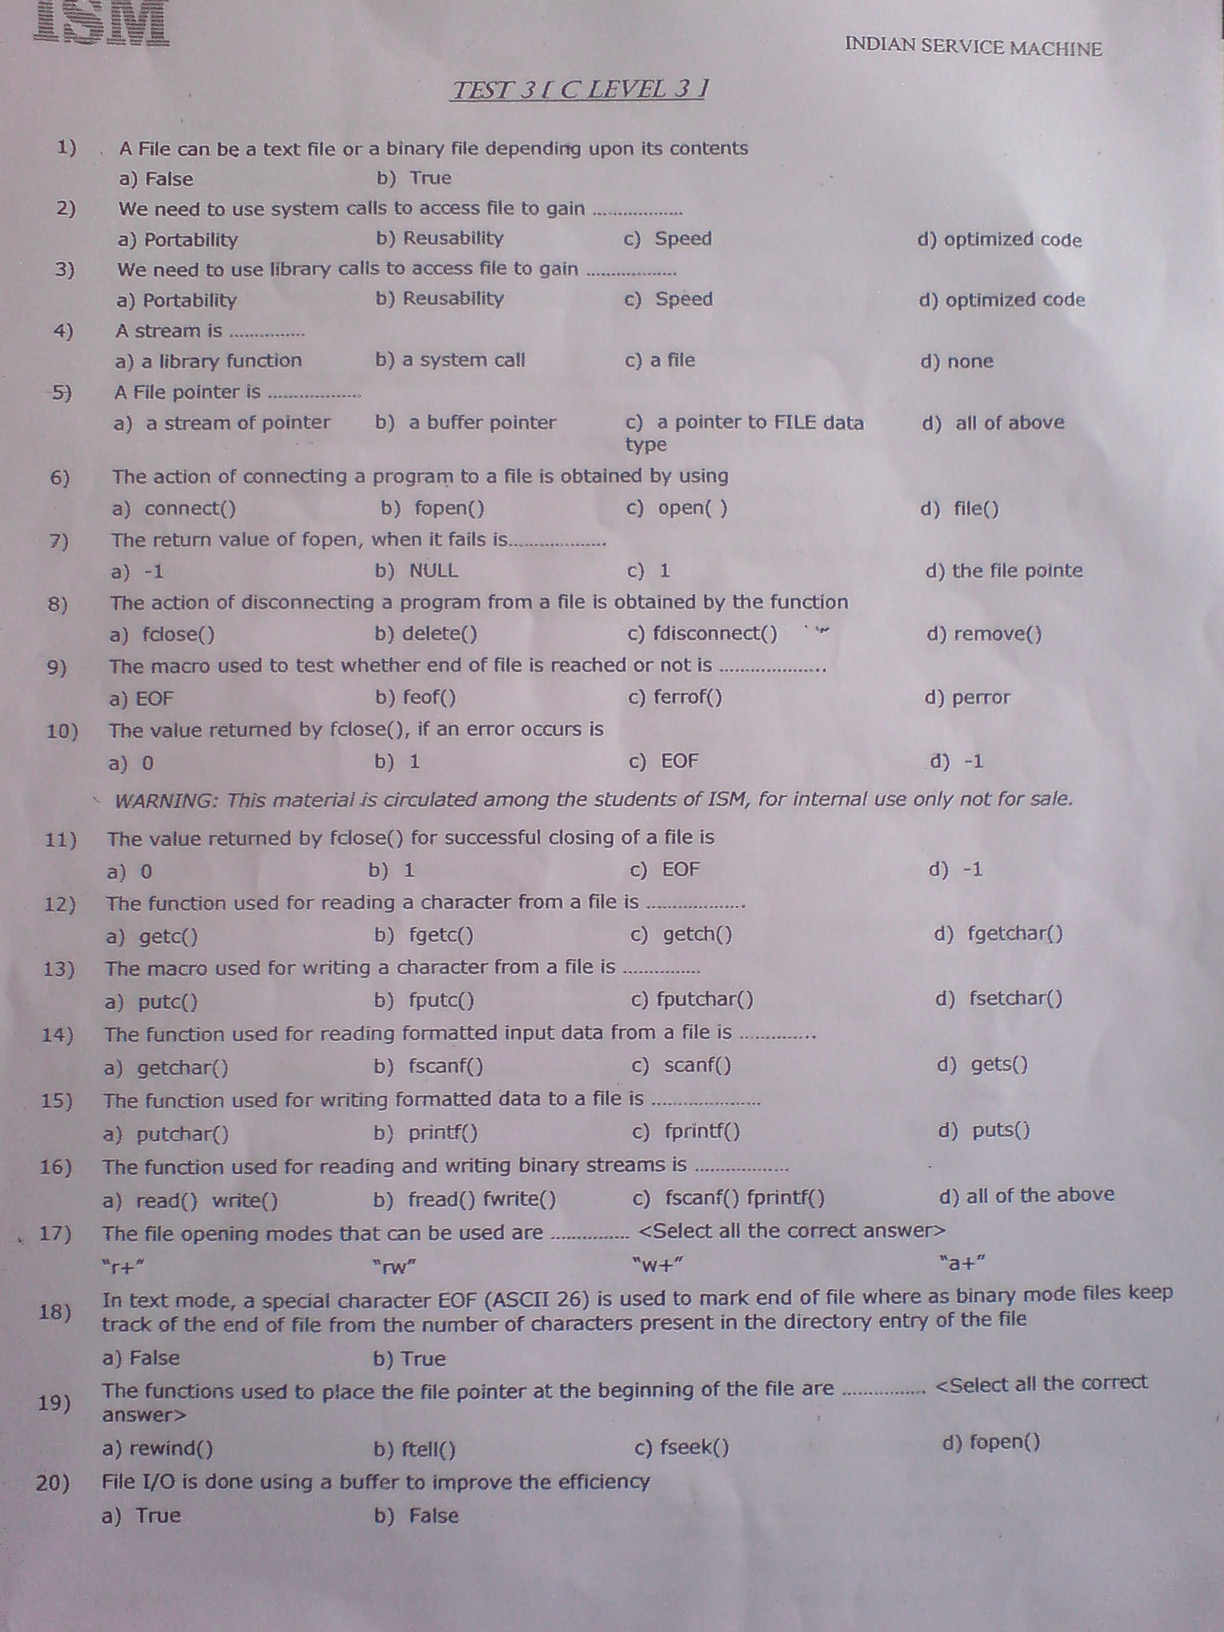 ISM
INDIAN SERVICE MACHINE
TEST 3 [ C LEVEL 3 ]
1) A File can be a text file or a binary file depending upon its contents
a) False b) True
2) We need to use system calls to access file to gain ..................
a) Portability b) Reusability c) Speed d) optimized code
3) We need to use library calls to access file to gain ..................
a) Portability b) Reusability c) Speed d) optimized code
4) A stream is ...............
a) a library function b) a system call c) a file d) none
5) A File pointer is ..................
a) a stream of pointer b) a buffer pointer c) a pointer to FILE data d) all of above
type
6) The action of connecting a program to a file is obtained by using
a) connect() b) fopen() c) open( ) d) file()
7) The return value of fopen, when it fails is...................
a) -1 b) NULL c) 1 d) the file pointe
8) The action of disconnecting a program from a file is obtained by the function
a) fclose() b) delete() c) fdisconnect() d) remove()
9) The macro used to test whether end of file is reached or not is .....................
a) EOF b) feof() c) ferrof() d) perror
10) The value returned by fclose(), if an error occurs is
a) 0 b) 1 c) EOF d) -1
WARNING: This material is circulated among the students of ISM, for internal use only not for sale.
11) The value returned by fclose() for successful closing of a file is
a) 0 b) 1 c) EOF d) -1
12) The function used for reading a character from a file is ...................
a) getc() b) fgetc() c) getch() d) fgetchar()
13) The macro used for writing a character from a file is ...............
a) putc() b) fputc() c) fputchar() d) fsetchar()
14) The function used for reading formatted input data from a file is ..............
a) getchar() b) fscanf() c) scanf() d) gets()
15) The function used for writing formatted data to a file is .....................
a) putchar() b) printf() c) fprintf() d) puts()
16) The function used for reading and writing binary streams is ..................
a) read() write() b) fread() fwrite() c) fscanf() fprintf() d) all of the above
17) The file opening modes that can be used are ............... <Select all the correct answer>
"r+" "rw" "w+" "a+"
18) In text mode, a special character EOF (ASCII 26) is used to mark end of file where as binary mode files keep
track of the end of file from the number of characters present in the directory entry of the file
a) False b) True
19) The functions used to place the file pointer at the beginning of the file are ................ <Select all the correct
answer>
a) rewind() b) ftell() c) fseek() d) fopen()
20) File I/O is done using a buffer to improve the efficiency
a) True b) False